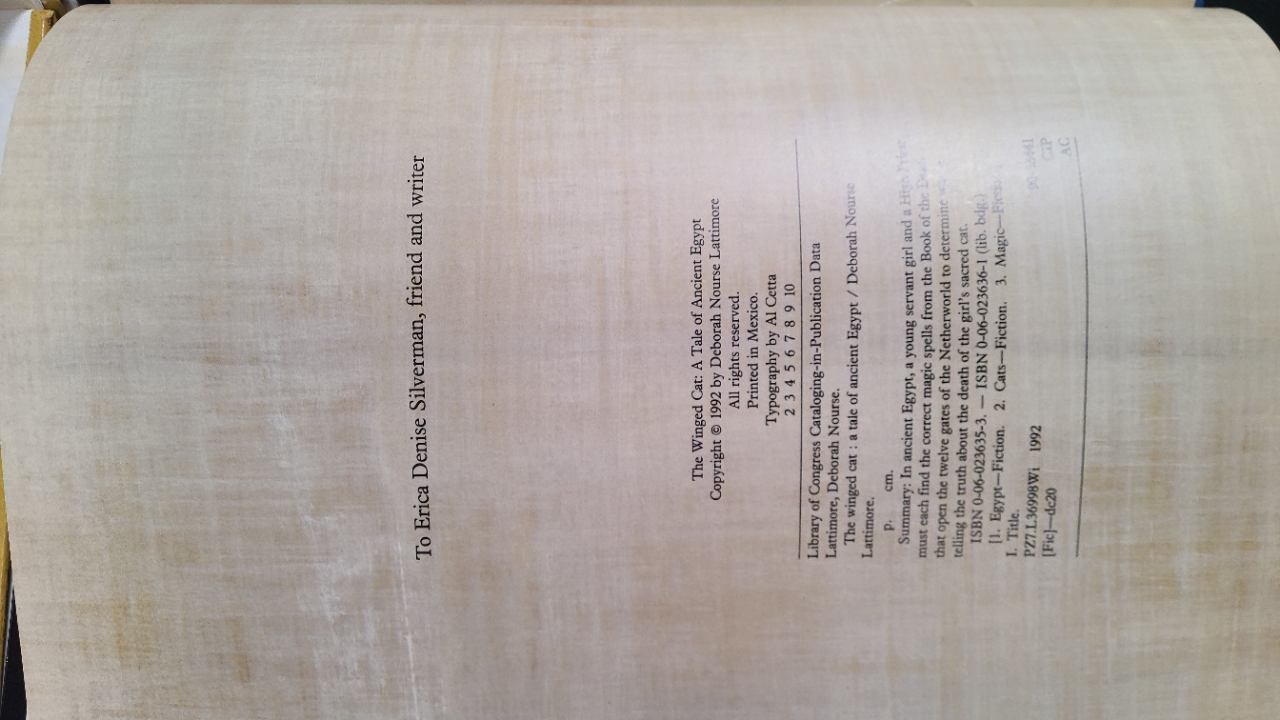 To Erica Denise Silverman, friend and writer
The Winged Cat: A Tale of Ancient Egypt
Copyright © 1992 by Deborah Nourse Lattimore
All rights reserved.
Printed in Mexico.
Typography by Al Cetta
2 3 4 5 6 7 8 9 10
Library of Congress Cataloging-in-Publication Data
Lattimore, Deborah Nourse.
The winged cat : a tale of ancient Egypt / Deborah Nourse
Lattimore.
p. cm.
Summary: In ancient Egypt, a young servant girl and a High Priest
must each find the correct magic spells from the Book of the Dead
that open the twelve gates of the Netherworld to determine
telling the truth about the death of the girl's sacred cat.
ISBN 0-06-023635-3. — ISBN 0-06-023636-1 (lib. bdg.)
[1. Egypt—Fiction. 2. Cats—Fiction. 3. Magic—Fiction.
I. Title.
PZ7.L36998Wi 1992
[Fic]—dc20
CIP
AC